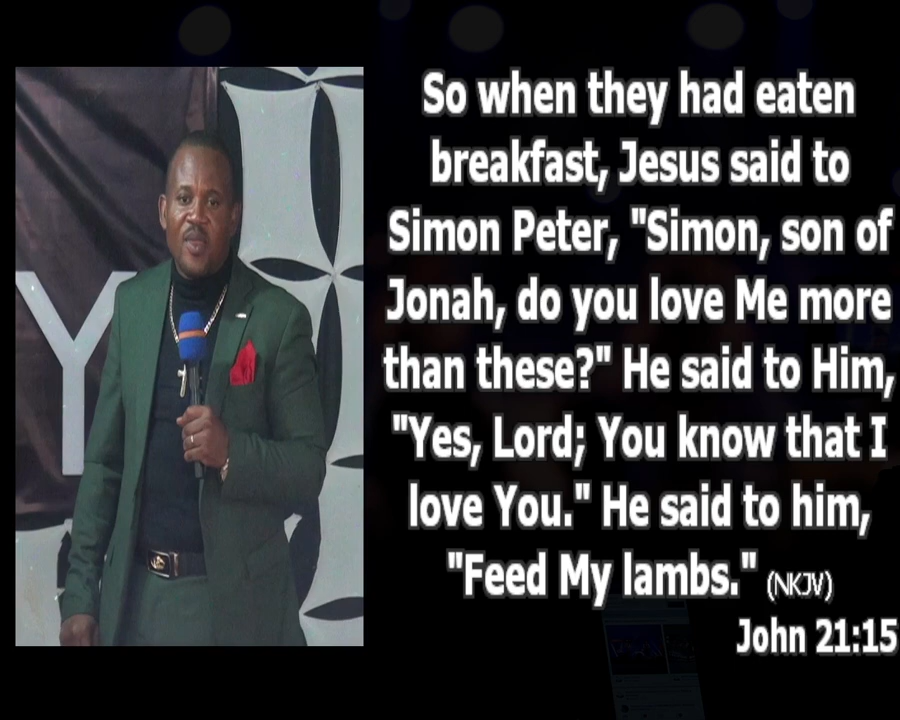 Y
So when they had eaten
breakfast, Jesus said to
Simon Peter, "Simon, son of
Jonah, do you love Me more
than these?" He said to Him,
"Yes, Lord; You know that I
love You." He said to him,
"Feed My lambs." (NKJV)
John 21:15